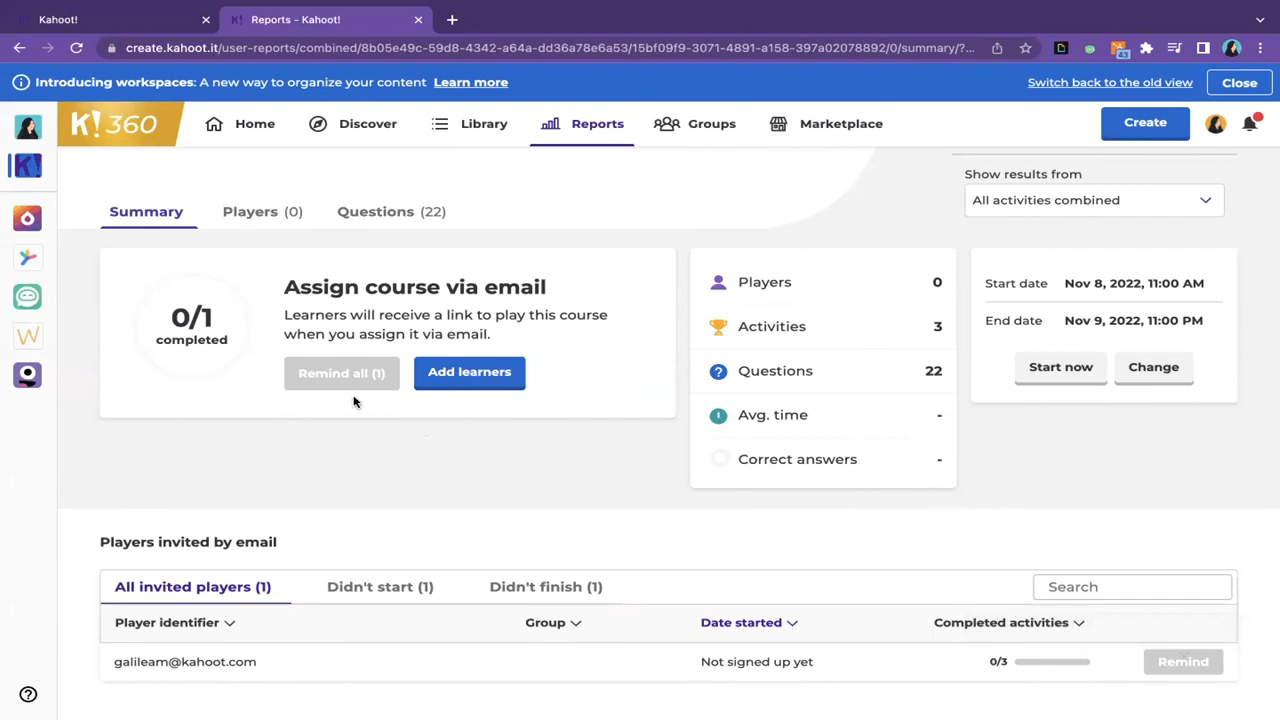 Kahoot!
Reports - Kahoot!
create.kahoot.it/user-reports/combined/8b05e49c-59d8-4342-a64a-dd36a78e6a53/15bf09f9-3071-4891-a158-397a02078892/0/summary/?...
43
Introducing workspaces: A new way to organize your content Learn more
Switch back to the old view
Close
K! 360
Home
Discover
Library
Reports
Groups
Marketplace
Create
K!
Show results from
All activities combined
Summary
Players (0)
Questions (22)
0/1
completed
Assign course via email
Learners will receive a link to play this course
when you assign it via email.
Remind all (1)
Add learners
Players 0
Activities 3
Questions 22
Avg. time -
Correct answers -
Start date Nov 8, 2022, 11:00 AM
End date Nov 9, 2022, 11:00 PM
Start now
Change
Players invited by email
All invited players (1)
Didn't start (1)
Didn't finish (1)
Search
Player identifier
Group
Date started
Completed activities
galileam@kahoot.com
Not signed up yet
0/3
Remind